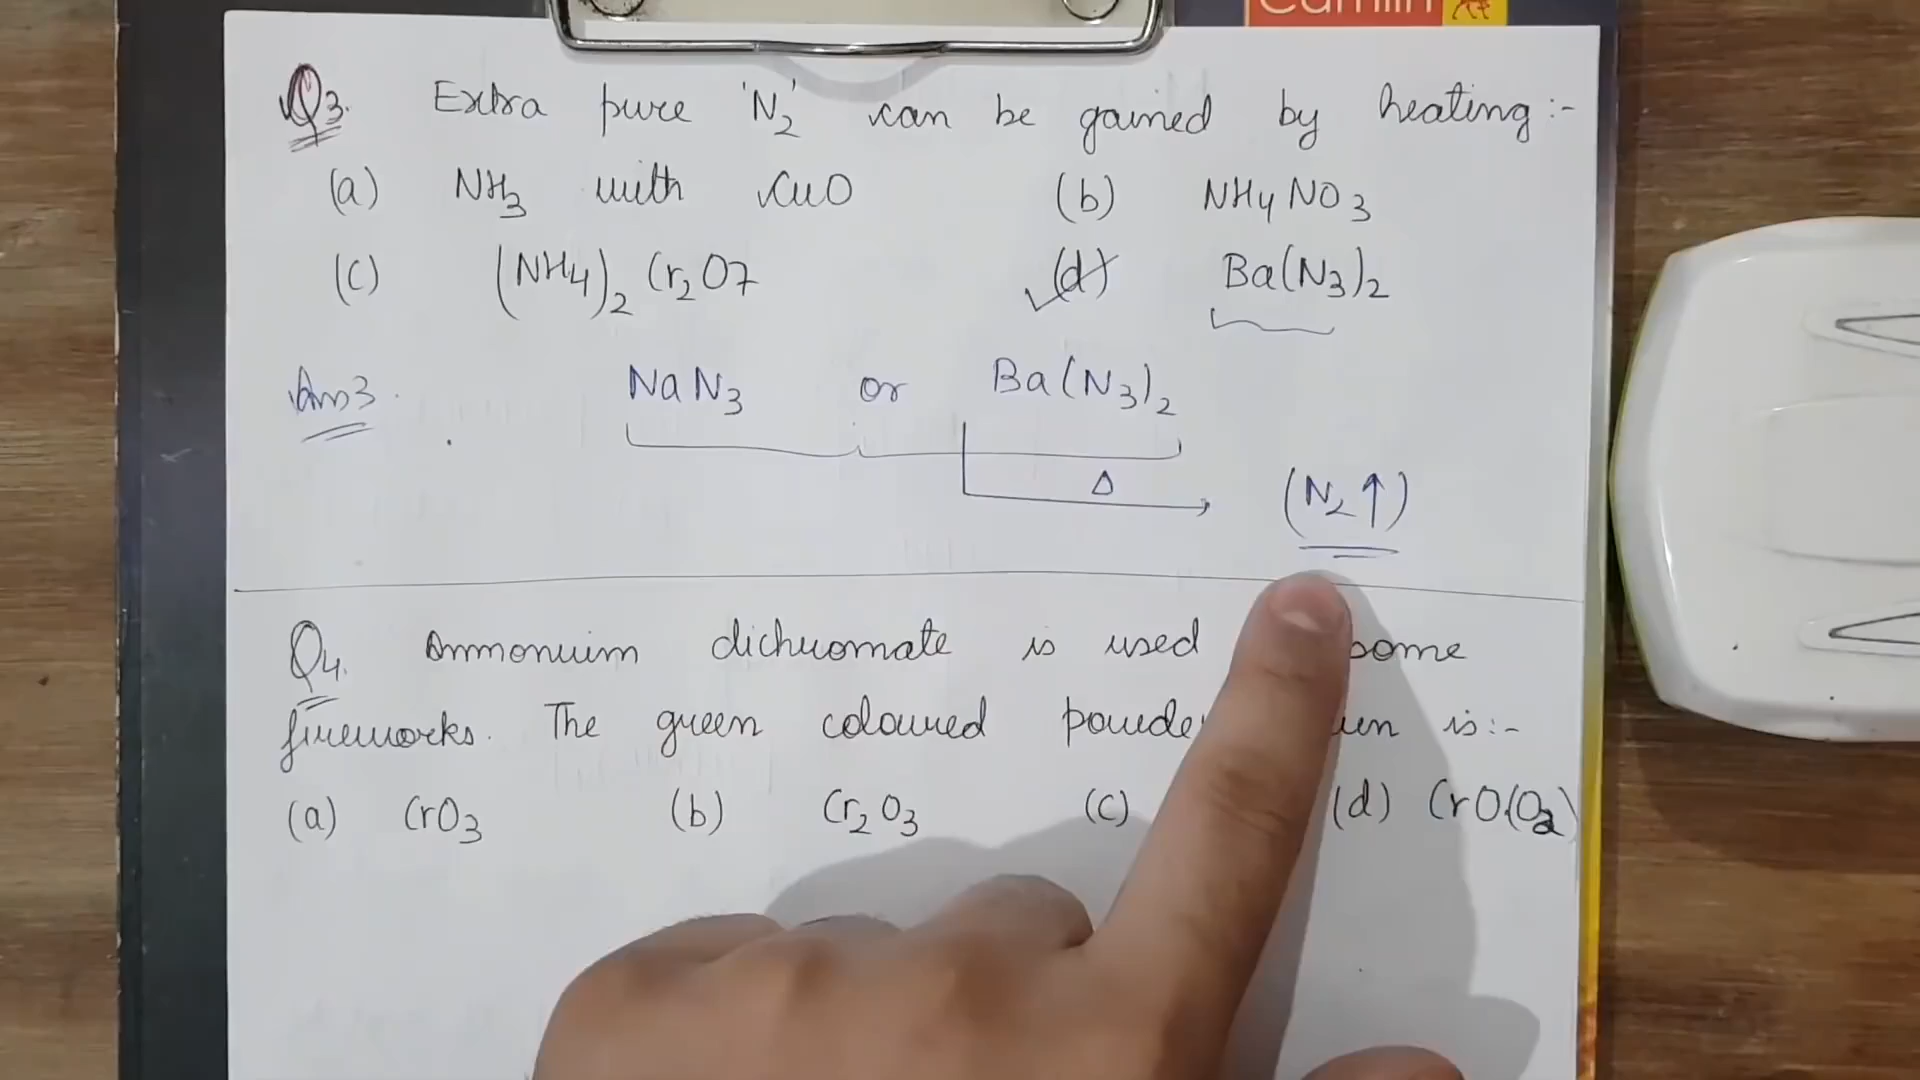 Camlin
Q3. Extra pure 'N2' can be gained by heating :-
(a) NH3 with CuO (b) NH4NO3
(c) (NH4)2 Cr2O7 (d) Ba(N3)2
Ans3. NaN3 or Ba(N3)2
Δ (N2↑)
Q4. Ammonium dichromate is used some
fireworks. The green coloured is:-
(a) CrO3 (b) Cr2O3 (c) (d) CrO(O2)